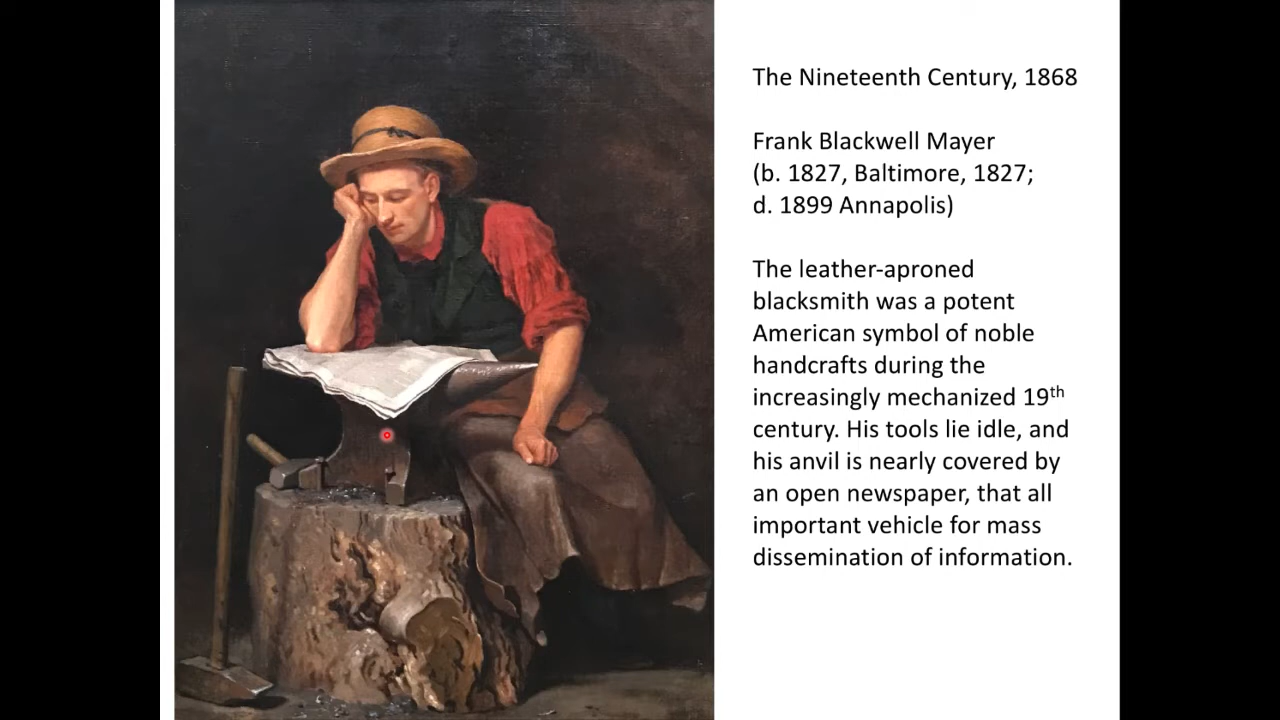 The Nineteenth Century, 1868
Frank Blackwell Mayer
(b. 1827, Baltimore, 1827;
d. 1899 Annapolis)
The leather-aproned
blacksmith was a potent
American symbol of noble
handcrafts during the
increasingly mechanized 19th
century. His tools lie idle, and
his anvil is nearly covered by
an open newspaper, that all
important vehicle for mass
dissemination of information.